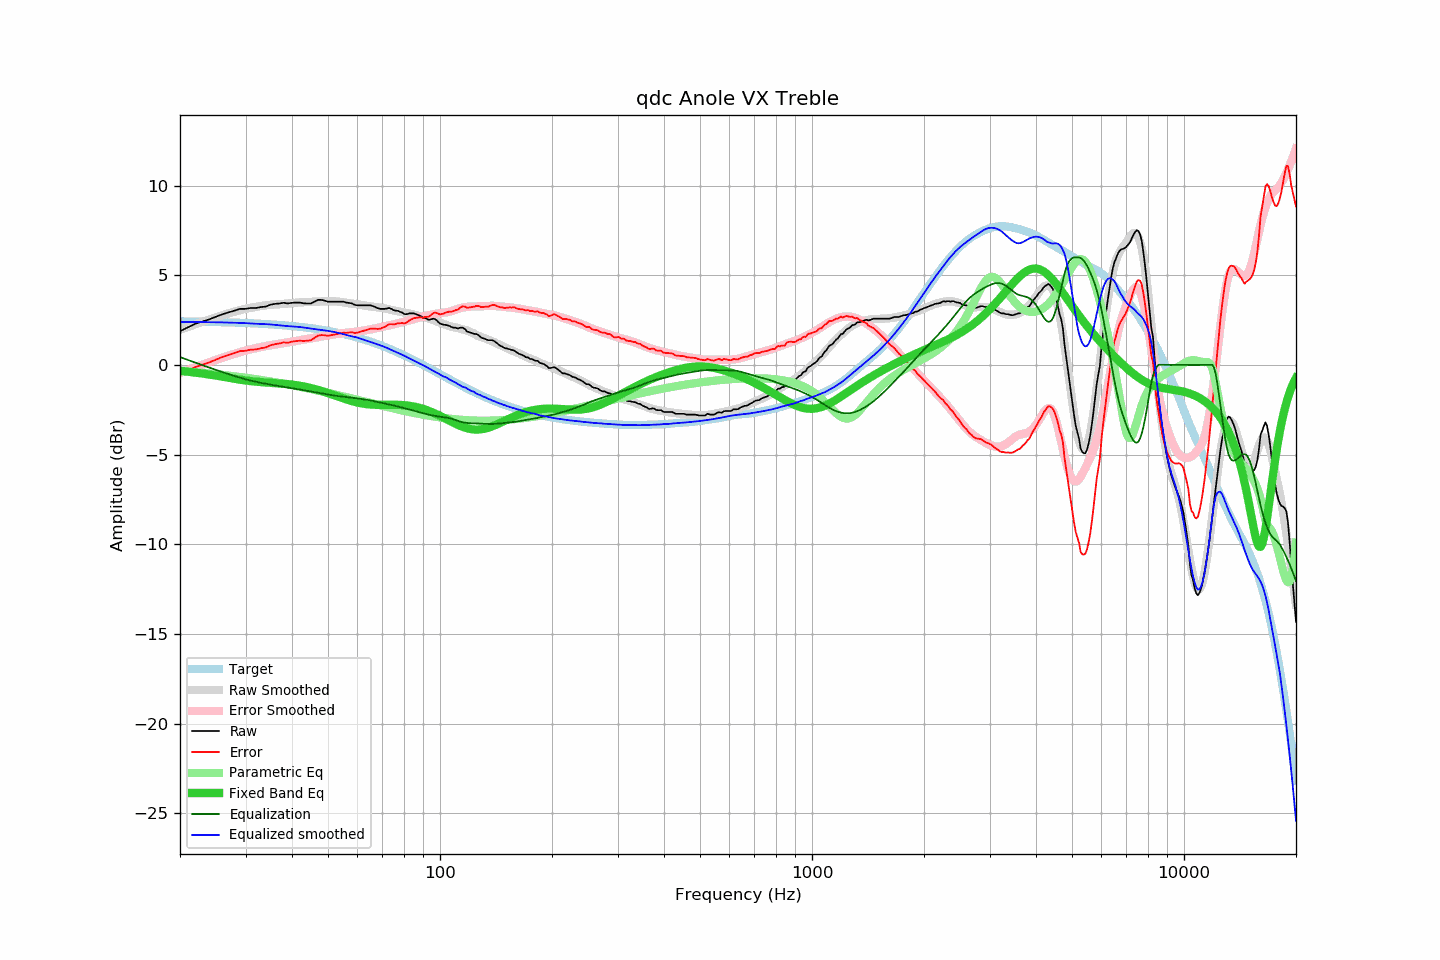 qdc Anole VX Treble
Amplitude (dBr)
10
5
0
−5
−10
−15
−20
−25
Target
Raw Smoothed
Error Smoothed
Raw
Error
Parametric Eq
Fixed Band Eq
Equalization
Equalized smoothed
100
1000
10000
Frequency (Hz)